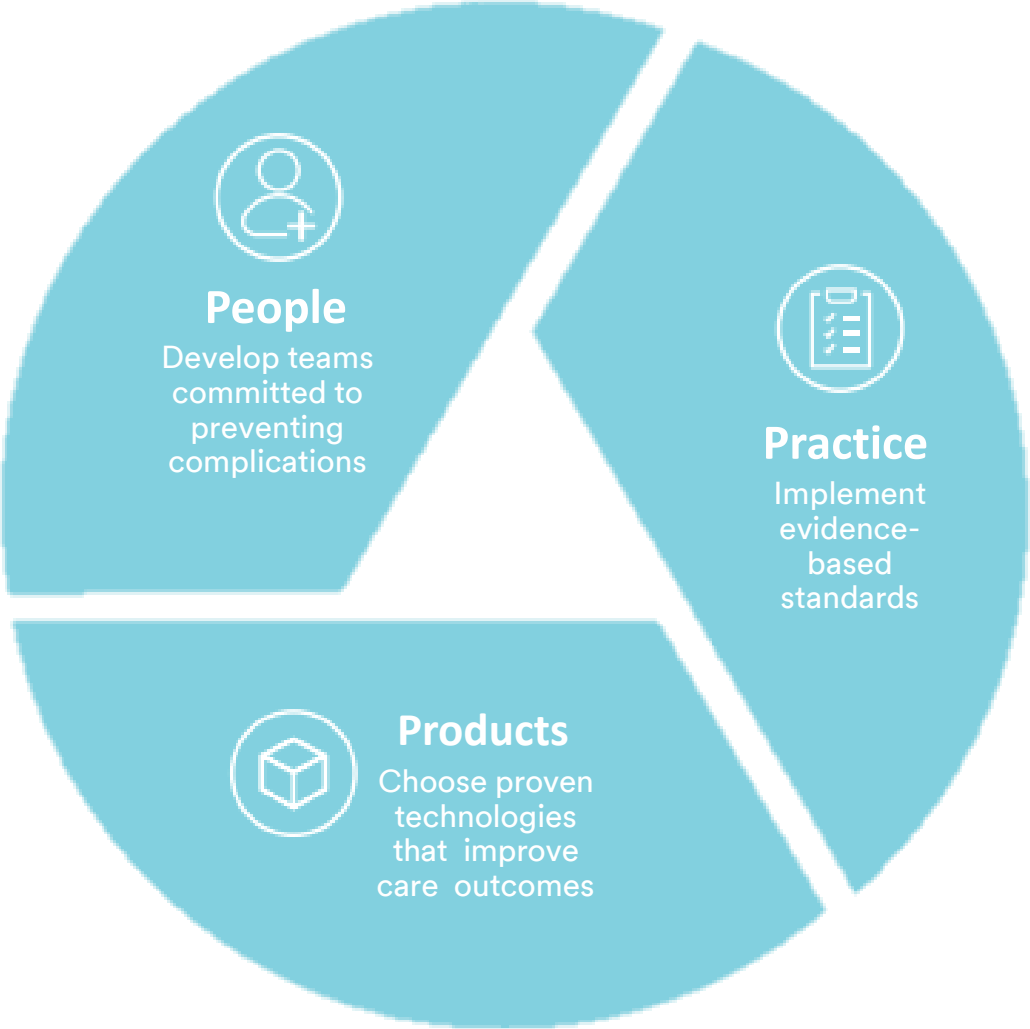 People
Develop teams
committed to
preventing
complications
Practice
Implement
evidence-
based
standards
Products
Choose proven
technologies
that improve
care outcomes